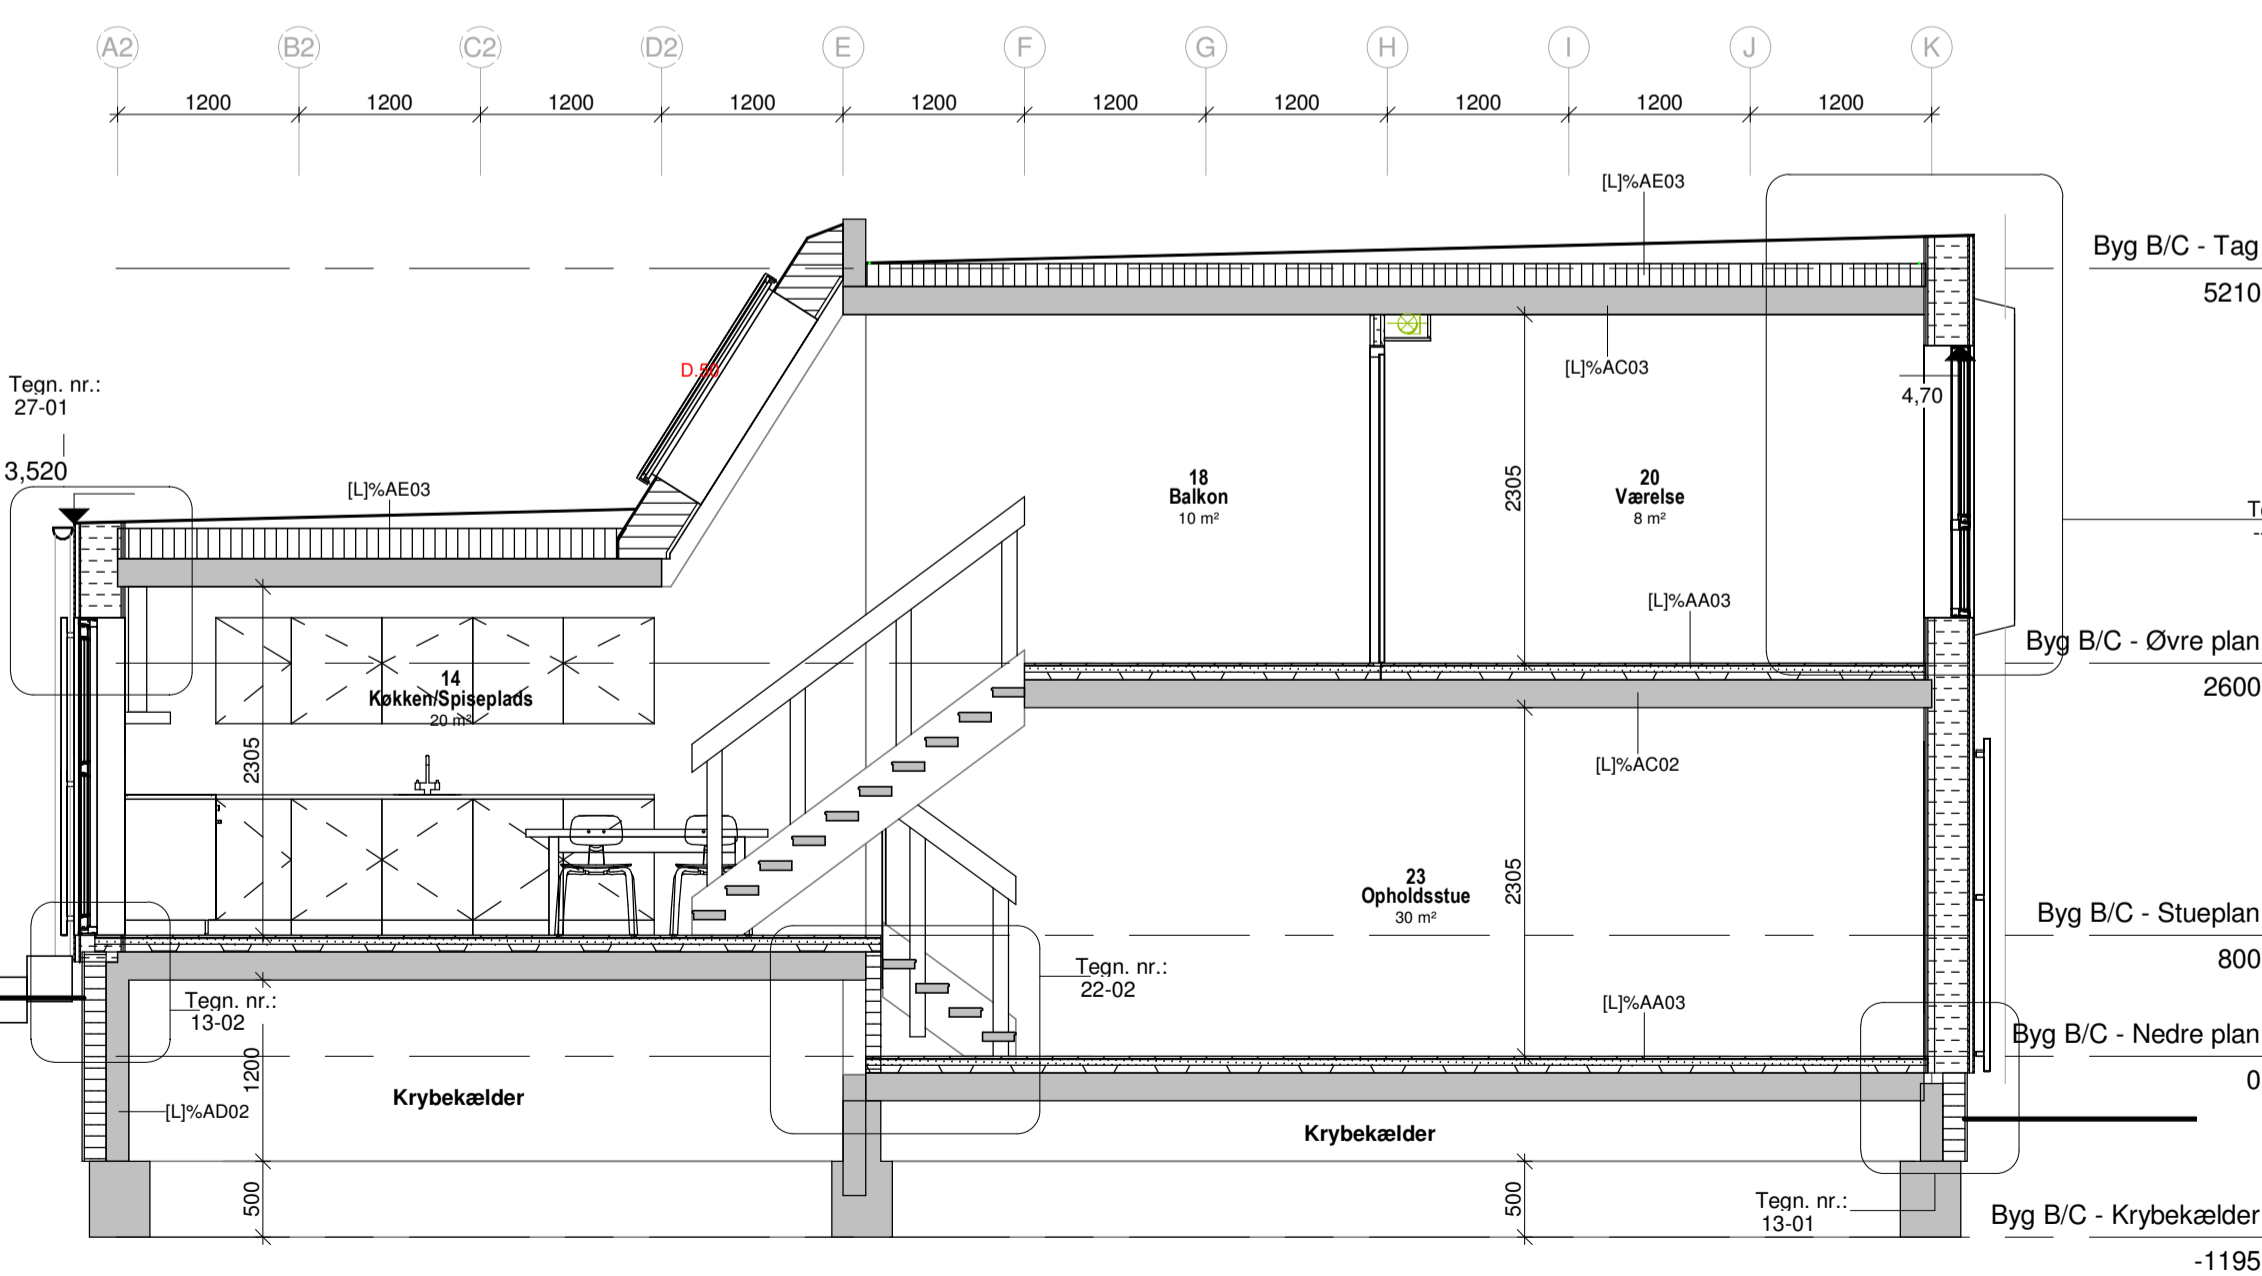 A2 B2 C2 D2 E F G H I J K
1200 1200 1200 1200 1200 1200 1200 1200 1200 1200
[L]%AE03
Byg B/C - Tag
5210
D.50
[L]%AC03
Tegn. nr.:
27-01
4,70
3,520
[L]%AE03
18
Balkon
10 m²
2305
20
Værelse
8 m²
[L]%AA03
Byg B/C - Øvre plan
2600
14
Køkken/Spiseplads
20 m²
2305
[L]%AC02
23
Opholdsstue
30 m²
2305
Byg B/C - Stueplan
800
Tegn. nr.:
22-02
Tegn. nr.:
13-02
[L]%AA03
Byg B/C - Nedre plan
0
1200
Krybekælder
[L]%AD02
Krybekælder
500
500
Tegn. nr.:
13-01
Byg B/C - Krybekælder
-1195